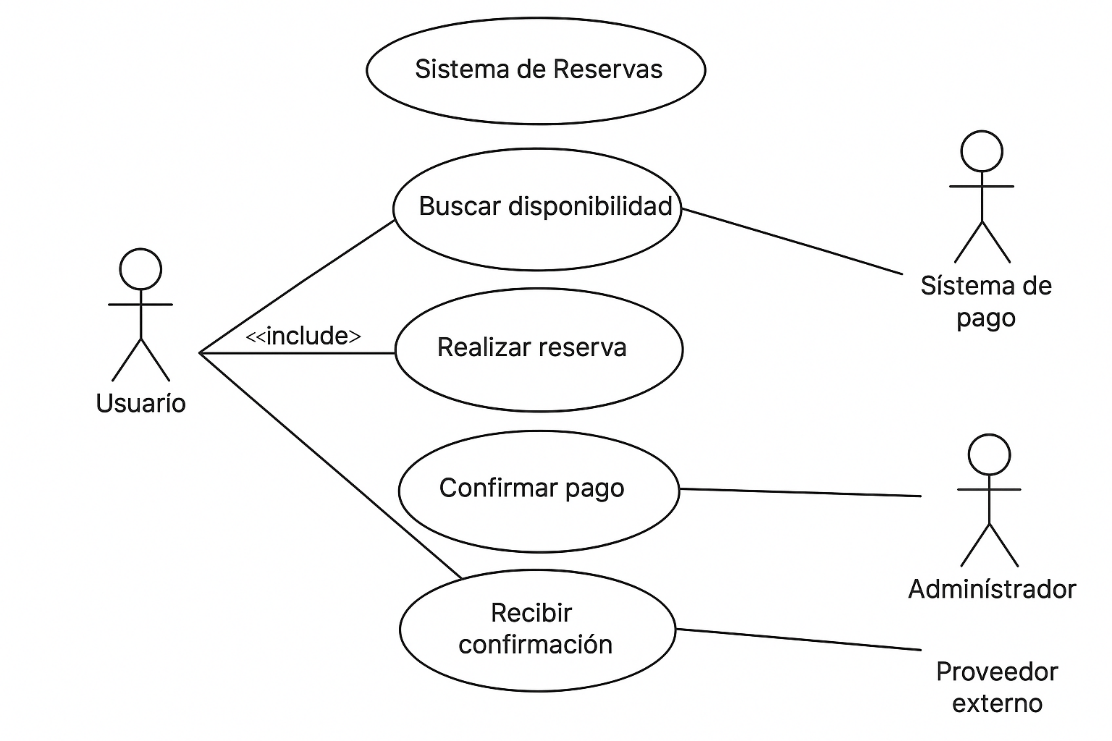 Sistema de Reservas
Buscar disponibilidad
Sístema de
pago
<<include>
Realizar reserva
Usuarío
Confirmar pago
Adminístrador
Recibir
confirmación
Proveedor
externo